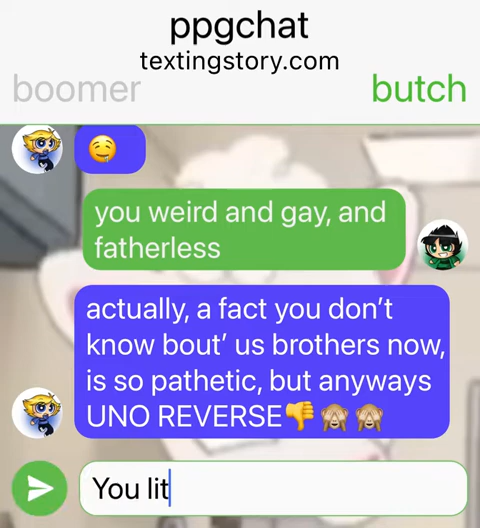 ppgchat
textingstory.com
boomer butch
🤤
you weird and gay, and
fatherless
actually, a fact you don’t
know bout’ us brothers now,
is so pathetic, but anyways
UNO REVERSE👎🙈🙈
You lit